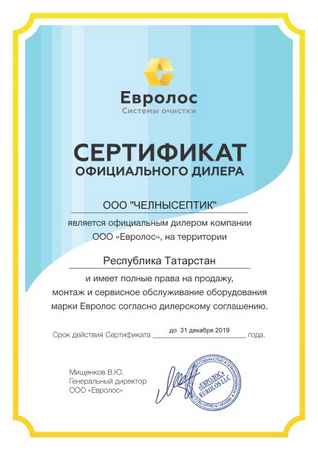 Евролос
Системы очистки
СЕРТИФИКАТ
ОФИЦИАЛЬНОГО ДИЛЕРА
ООО "ЧЕЛНЫСЕПТИК"
является официальным дилером компании
ООО «Евролос», на территории
Республика Татарстан
и имеет полные права на продажу,
монтаж и сервисное обслуживание оборудования
марки Евролос согласно дилерскому соглашению.
Срок действия Сертификата до 31 декабря 2019 года.
Мищенков В.Ю.
Генеральный директор
ООО «Евролос»
«ЕВРОЛОС»
EUROLOS LLC